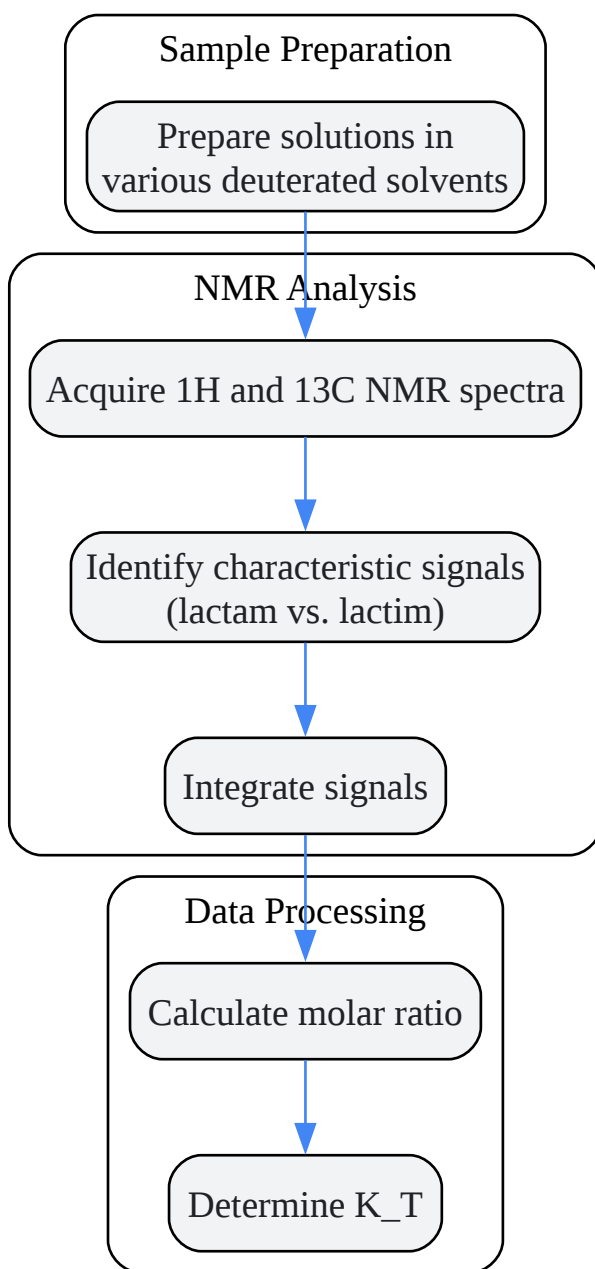 Sample Preparation
Prepare solutions in
various deuterated solvents
NMR Analysis
Acquire 1H and 13C NMR spectra
Identify characteristic signals
(lactam vs. lactim)
Integrate signals
Data Processing
Calculate molar ratio
Determine K_T